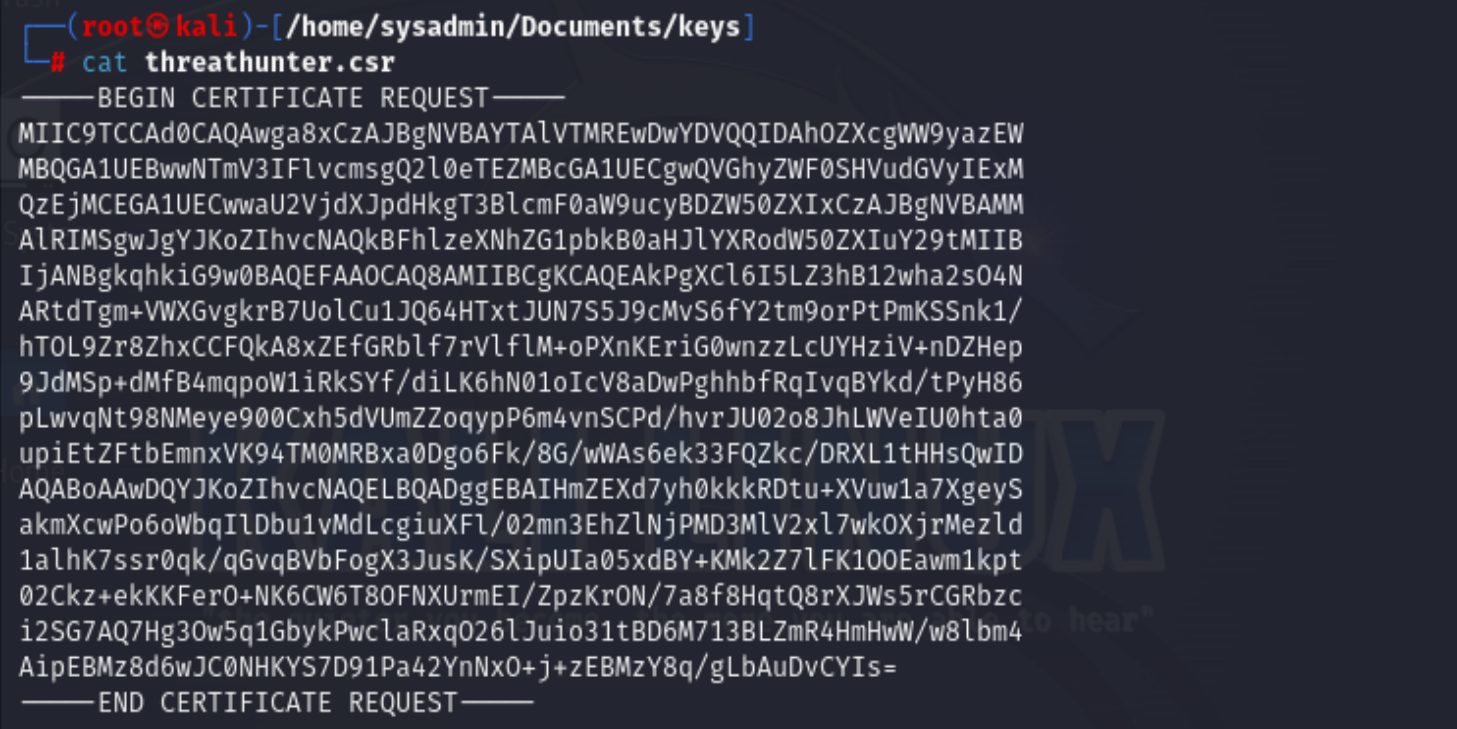 ┌──(root㉿kali)-[/home/sysadmin/Documents/keys]
└─# cat threathunter.csr
-----BEGIN CERTIFICATE REQUEST-----
MIIC9TCCAd0CAQAwga8xCzAJBgNVBAYTAlVTMREwDwYDVQQIDAhOZXcgWW9yazEW
MBQGA1UEBwwNTmV3IFlvcmsgQ2l0eTEZMBcGA1UECgwQVGhyZWF0SHVudGVyIExM
QzEjMCEGA1UECwwaU2VjdXJpdHkgT3BlcmF0aW9ucyBDZW50ZXIxCzAJBgNVBAMM
AlRIMSgwJgYJKoZIhvcNAQkBFhlzeXNhZG1pbkB0aHJlYXRodW50ZXIuY29tMIIB
IjANBgkqhkiG9w0BAQEFAAOCAQ8AMIIBCgKCAQEAkPgXCl6I5LZ3hB12wha2sO4N
ARtdTgm+VWXGvgkrB7UolCu1JQ64HTxtJUN7S5J9cMvS6fY2tm9orPtPmKSSnk1/
hTOL9Zr8ZhxCCFQkA8xZEfGRblf7rVlflM+oPXnKEriG0wnzzLcUYHziV+nDZHep
9JdMSp+dMfB4mqpoW1iRkSYf/diLK6hN01oIcV8aDwPghhbfRqIvqBYkd/tPyH86
pLwvqNt98NMeye900Cxh5dVUmZZoqypP6m4vnSCPd/hvrJU02o8JhLWVeIU0hta0
upiEtZFtbEmnxVK94TM0MRBxa0Dgo6Fk/8G/wWAs6ek33FQZkc/DRXL1tHHsQwID
AQABoAAwDQYJKoZIhvcNAQELBQADggEBAIHmZEXd7yh0kkkRDtu+XVuw1a7XgeyS
akmXcwPo6oWbqIlDbu1vMdLcgiuXFl/02mn3EhZlNjPMD3MlV2xl7wkOXjrMezld
1alhK7ssr0qk/qGvqBVbFogX3JusK/SXipUIa05xdBY+KMk2Z7lFK1OOEawm1kpt
02Ckz+ekKKFerO+NK6CW6T8OFNXUrmEI/ZpzKrON/7a8f8HqtQ8rXJWs5rCGRbzc
i2SG7AQ7Hg3Ow5q1GbykPwclaRxqO26lJuio31tBD6M713BLZmR4HmHwW/w8lbm4
AipEBMz8d6wJC0NHKYS7D91Pa42YnNxO+j+zEBMzY8q/gLbAuDvCYIs=
-----END CERTIFICATE REQUEST-----
to hear"